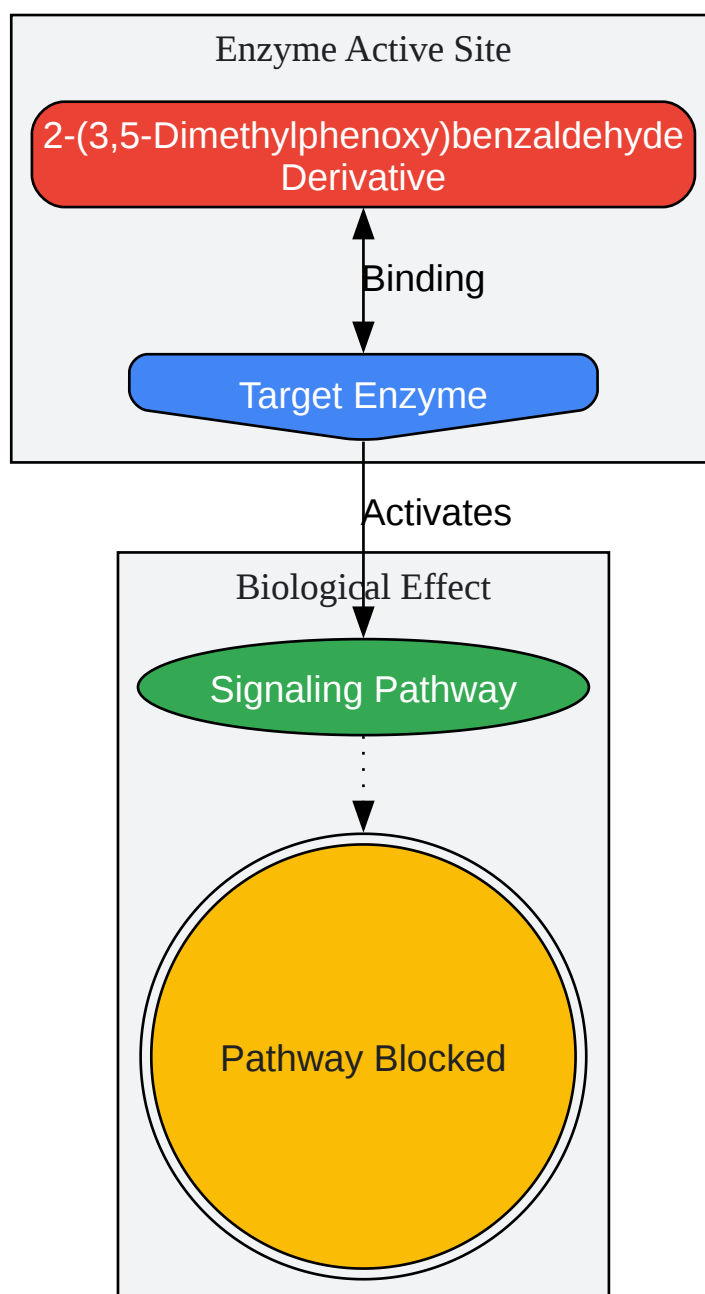 Enzyme Active Site
2-(3,5-Dimethylphenoxy)benzaldehyde
Derivative
Binding
Target Enzyme
Activates
Biological Effect
Signaling Pathway
Pathway Blocked